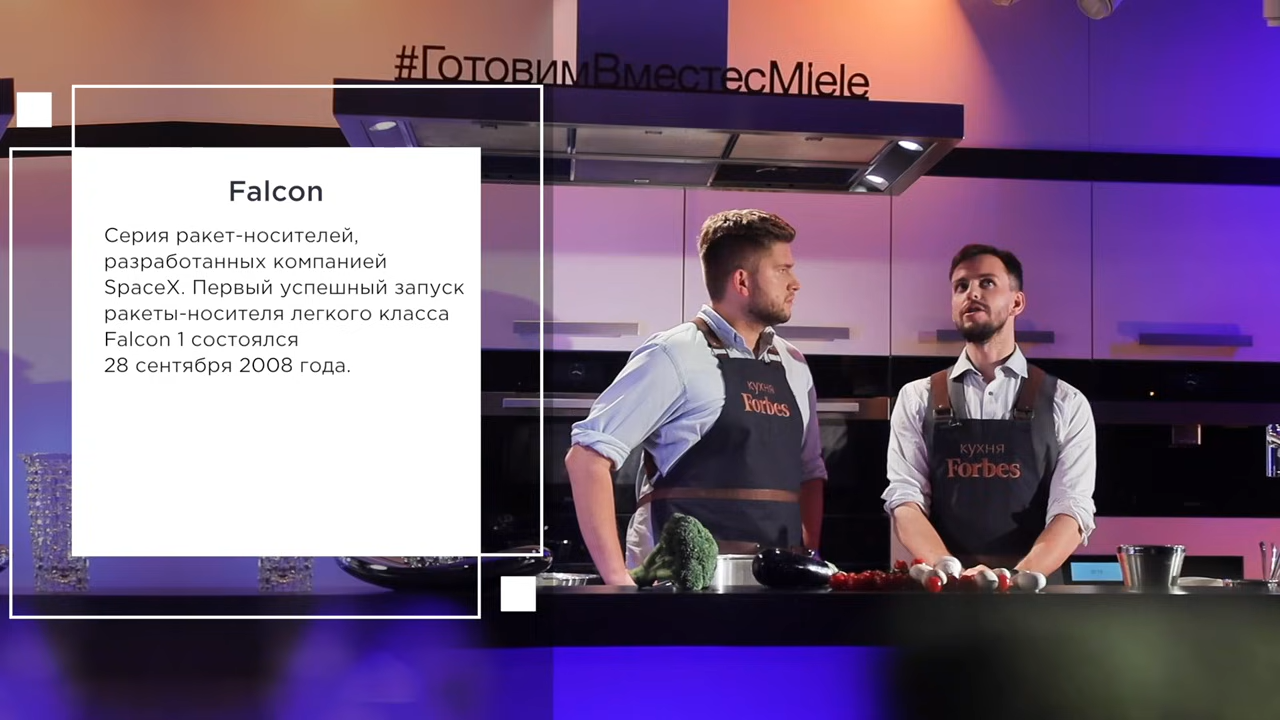 #ГотовимВместесMiele
Falcon
Серия ракет-носителей,
разработанных компанией
SpaceX. Первый успешный запуск
ракеты-носителя легкого класса
Falcon 1 состоялся
28 сентября 2008 года.
кухня
Forbes
кухня
Forbes